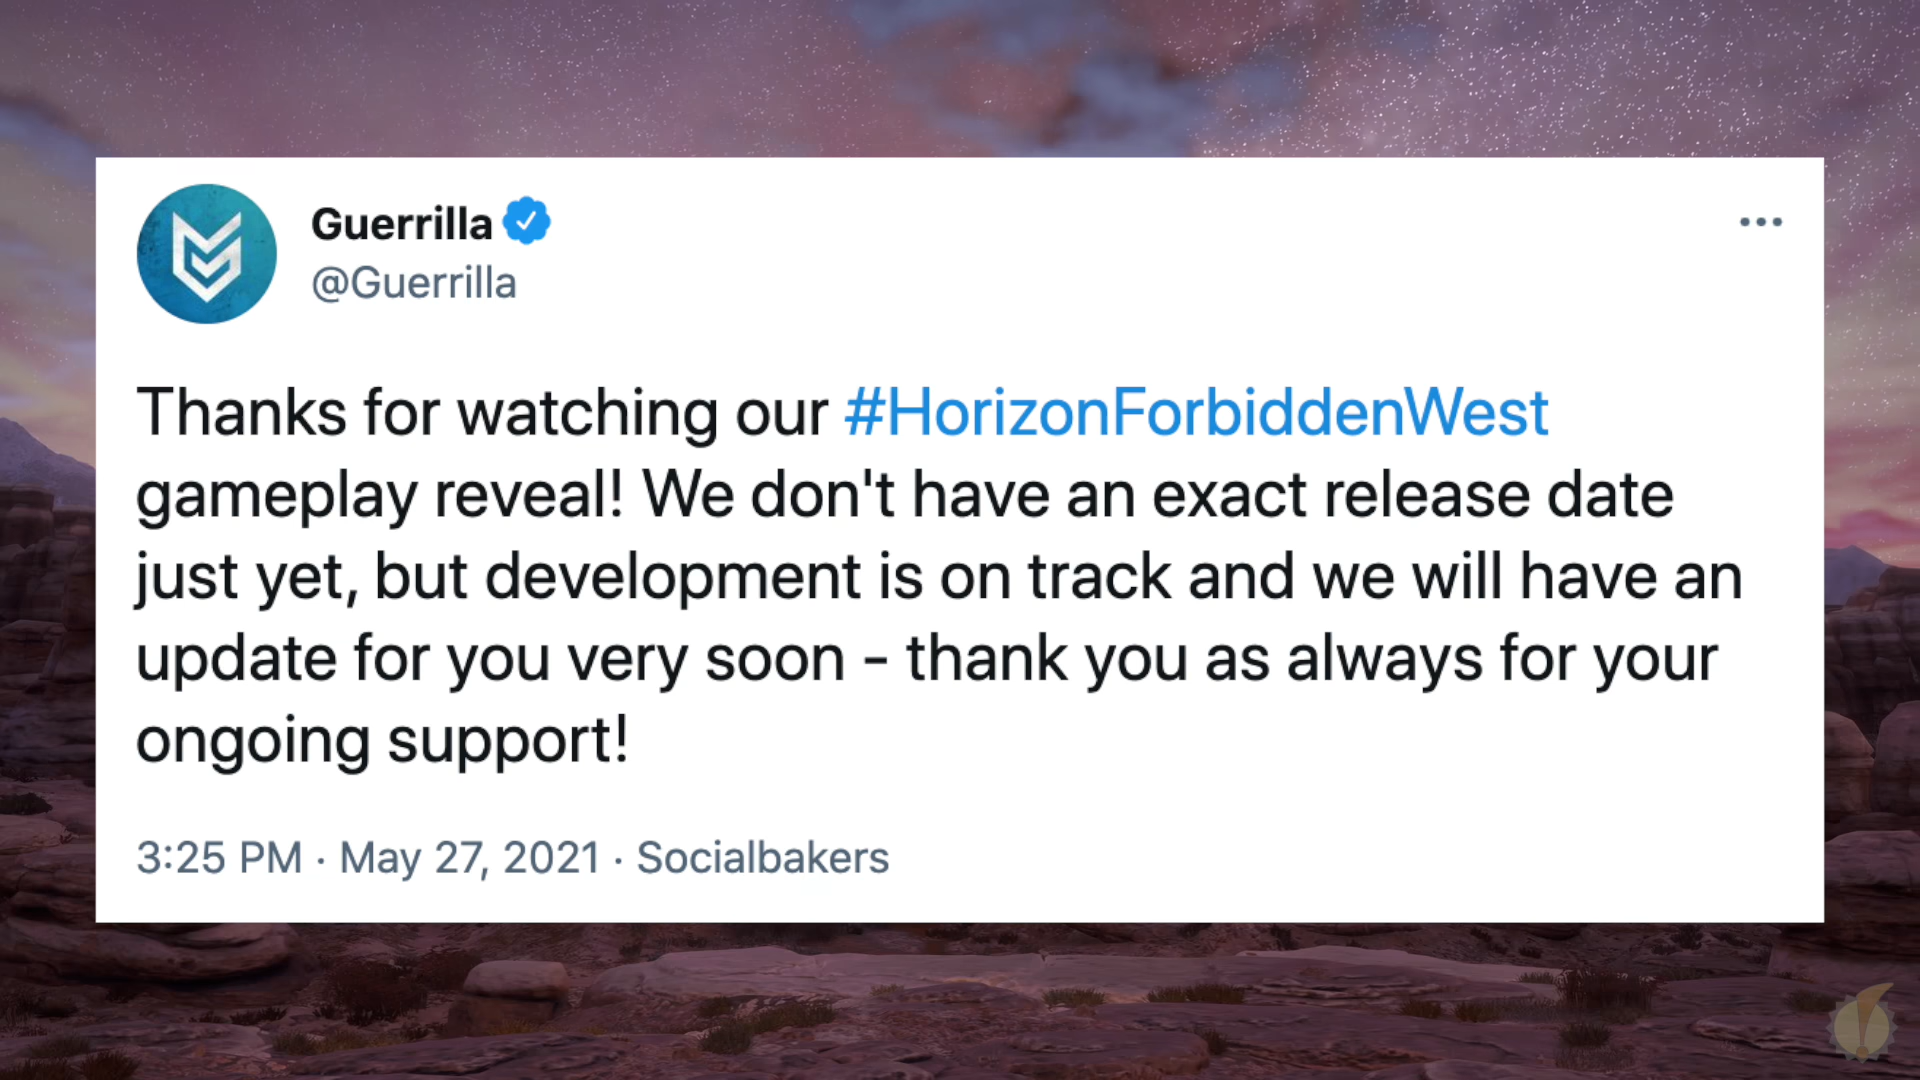 Guerrilla
@Guerrilla
Thanks for watching our #HorizonForbiddenWest
gameplay reveal! We don't have an exact release date
just yet, but development is on track and we will have an
update for you very soon - thank you as always for your
ongoing support!
3:25 PM · May 27, 2021 · Socialbakers